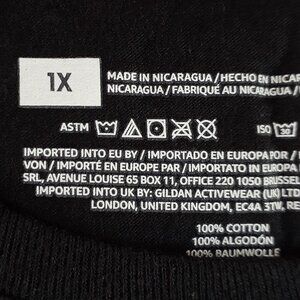 1X
MADE IN NICARAGUA / HECHO EN NICAR
NICARAGUA / FABRIQUÉ AU NICARAGU
ASTM
ISO 30
IMPORTED INTO EU BY / IMPORTADO EN EUROPA POR /
VON / IMPORTÉ EN EUROPE PAR / IMPORTATO IN EUROPA
SRL, AVENUE LOUISE 65 BOX 11, OFFICE 220 1050 BRUSSEL
IMPORTED INTO UK BY: GILDAN ACTIVEWEAR (UK) LTD
LONDON, UNITED KINGDOM, EC4A 3TW,
100% COTTON
100% ALGODÓN
100% BAUMWOLLE